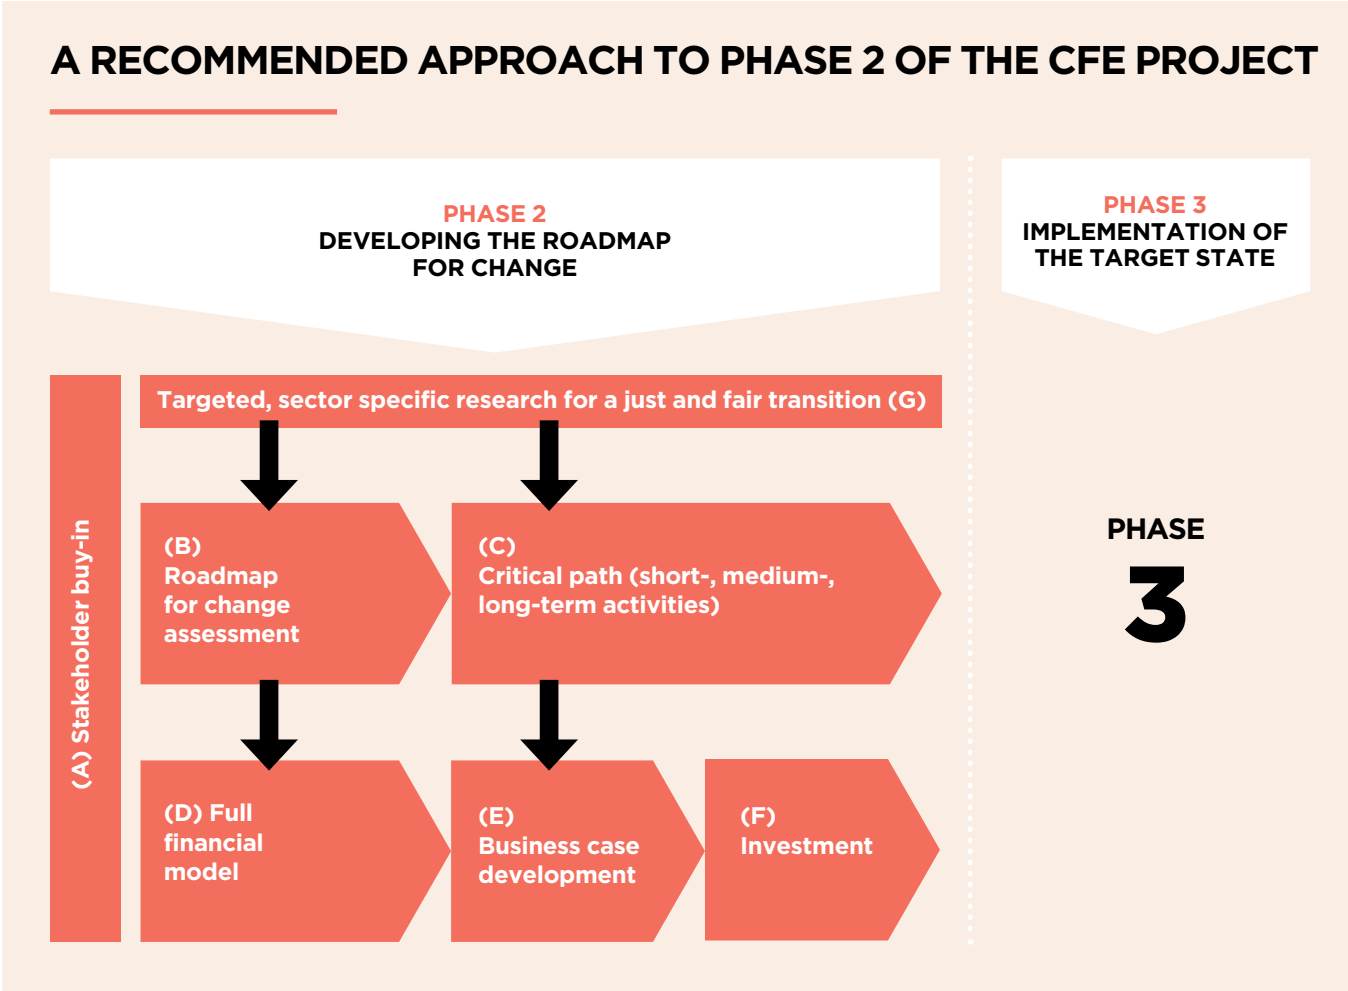 A RECOMMENDED APPROACH TO PHASE 2 OF THE CFE PROJECT
PHASE 2
DEVELOPING THE ROADMAP
FOR CHANGE
PHASE 3
IMPLEMENTATION OF
THE TARGET STATE
(A) Stakeholder buy-in
Targeted, sector specific research for a just and fair transition (G)
(B)
Roadmap
for change
assessment
(C)
Critical path (short-, medium-,
long-term activities)
(D) Full
financial
model
(E)
Business case
development
(F)
Investment
PHASE
3